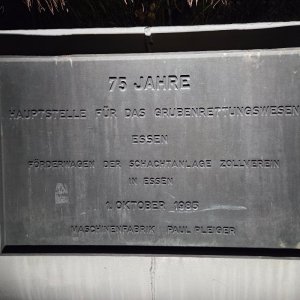 75 JAHRE
HAUPTSTELLE FÜR DAS GRUBENRETTUNGSWESEN
ESSEN
FÖRDERWAGEN DER SCHACHTANLAGE ZOLLVEREIN
IN ESSEN
1. OKTOBER 1985
MASCHINENFABRIK PAUL PLEIGER